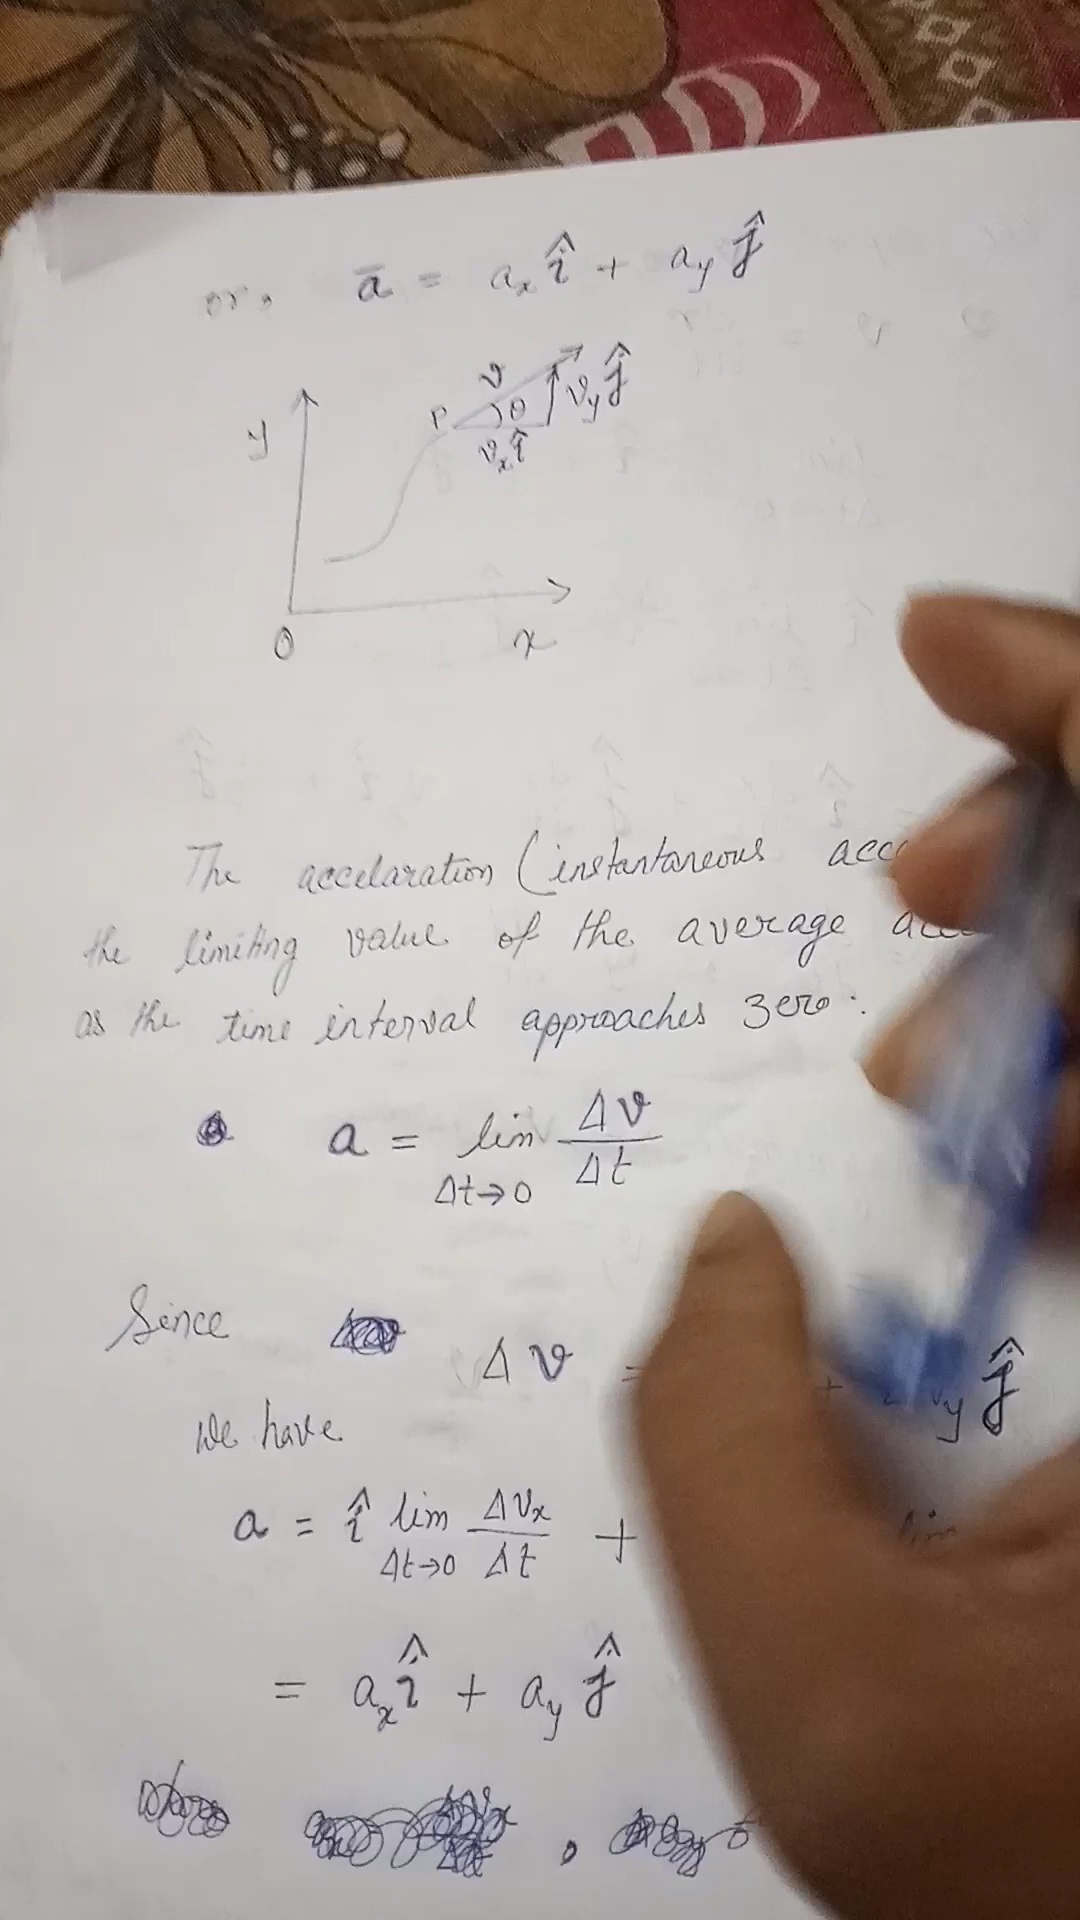 or, a̅ = aₓ î + a_y ĵ
y
P
v
θ
v_y ĵ
vₓ î
O
x
The accelaration (instantaneous
the limiting value of the average
as the time interval approaches zero:
a = lim Δt→0 Δv/Δt
Since
Δv = + v_y ĵ
We have
a = î lim Δt→0 Δvₓ/Δt + lim
= aₓ î + a_y ĵ